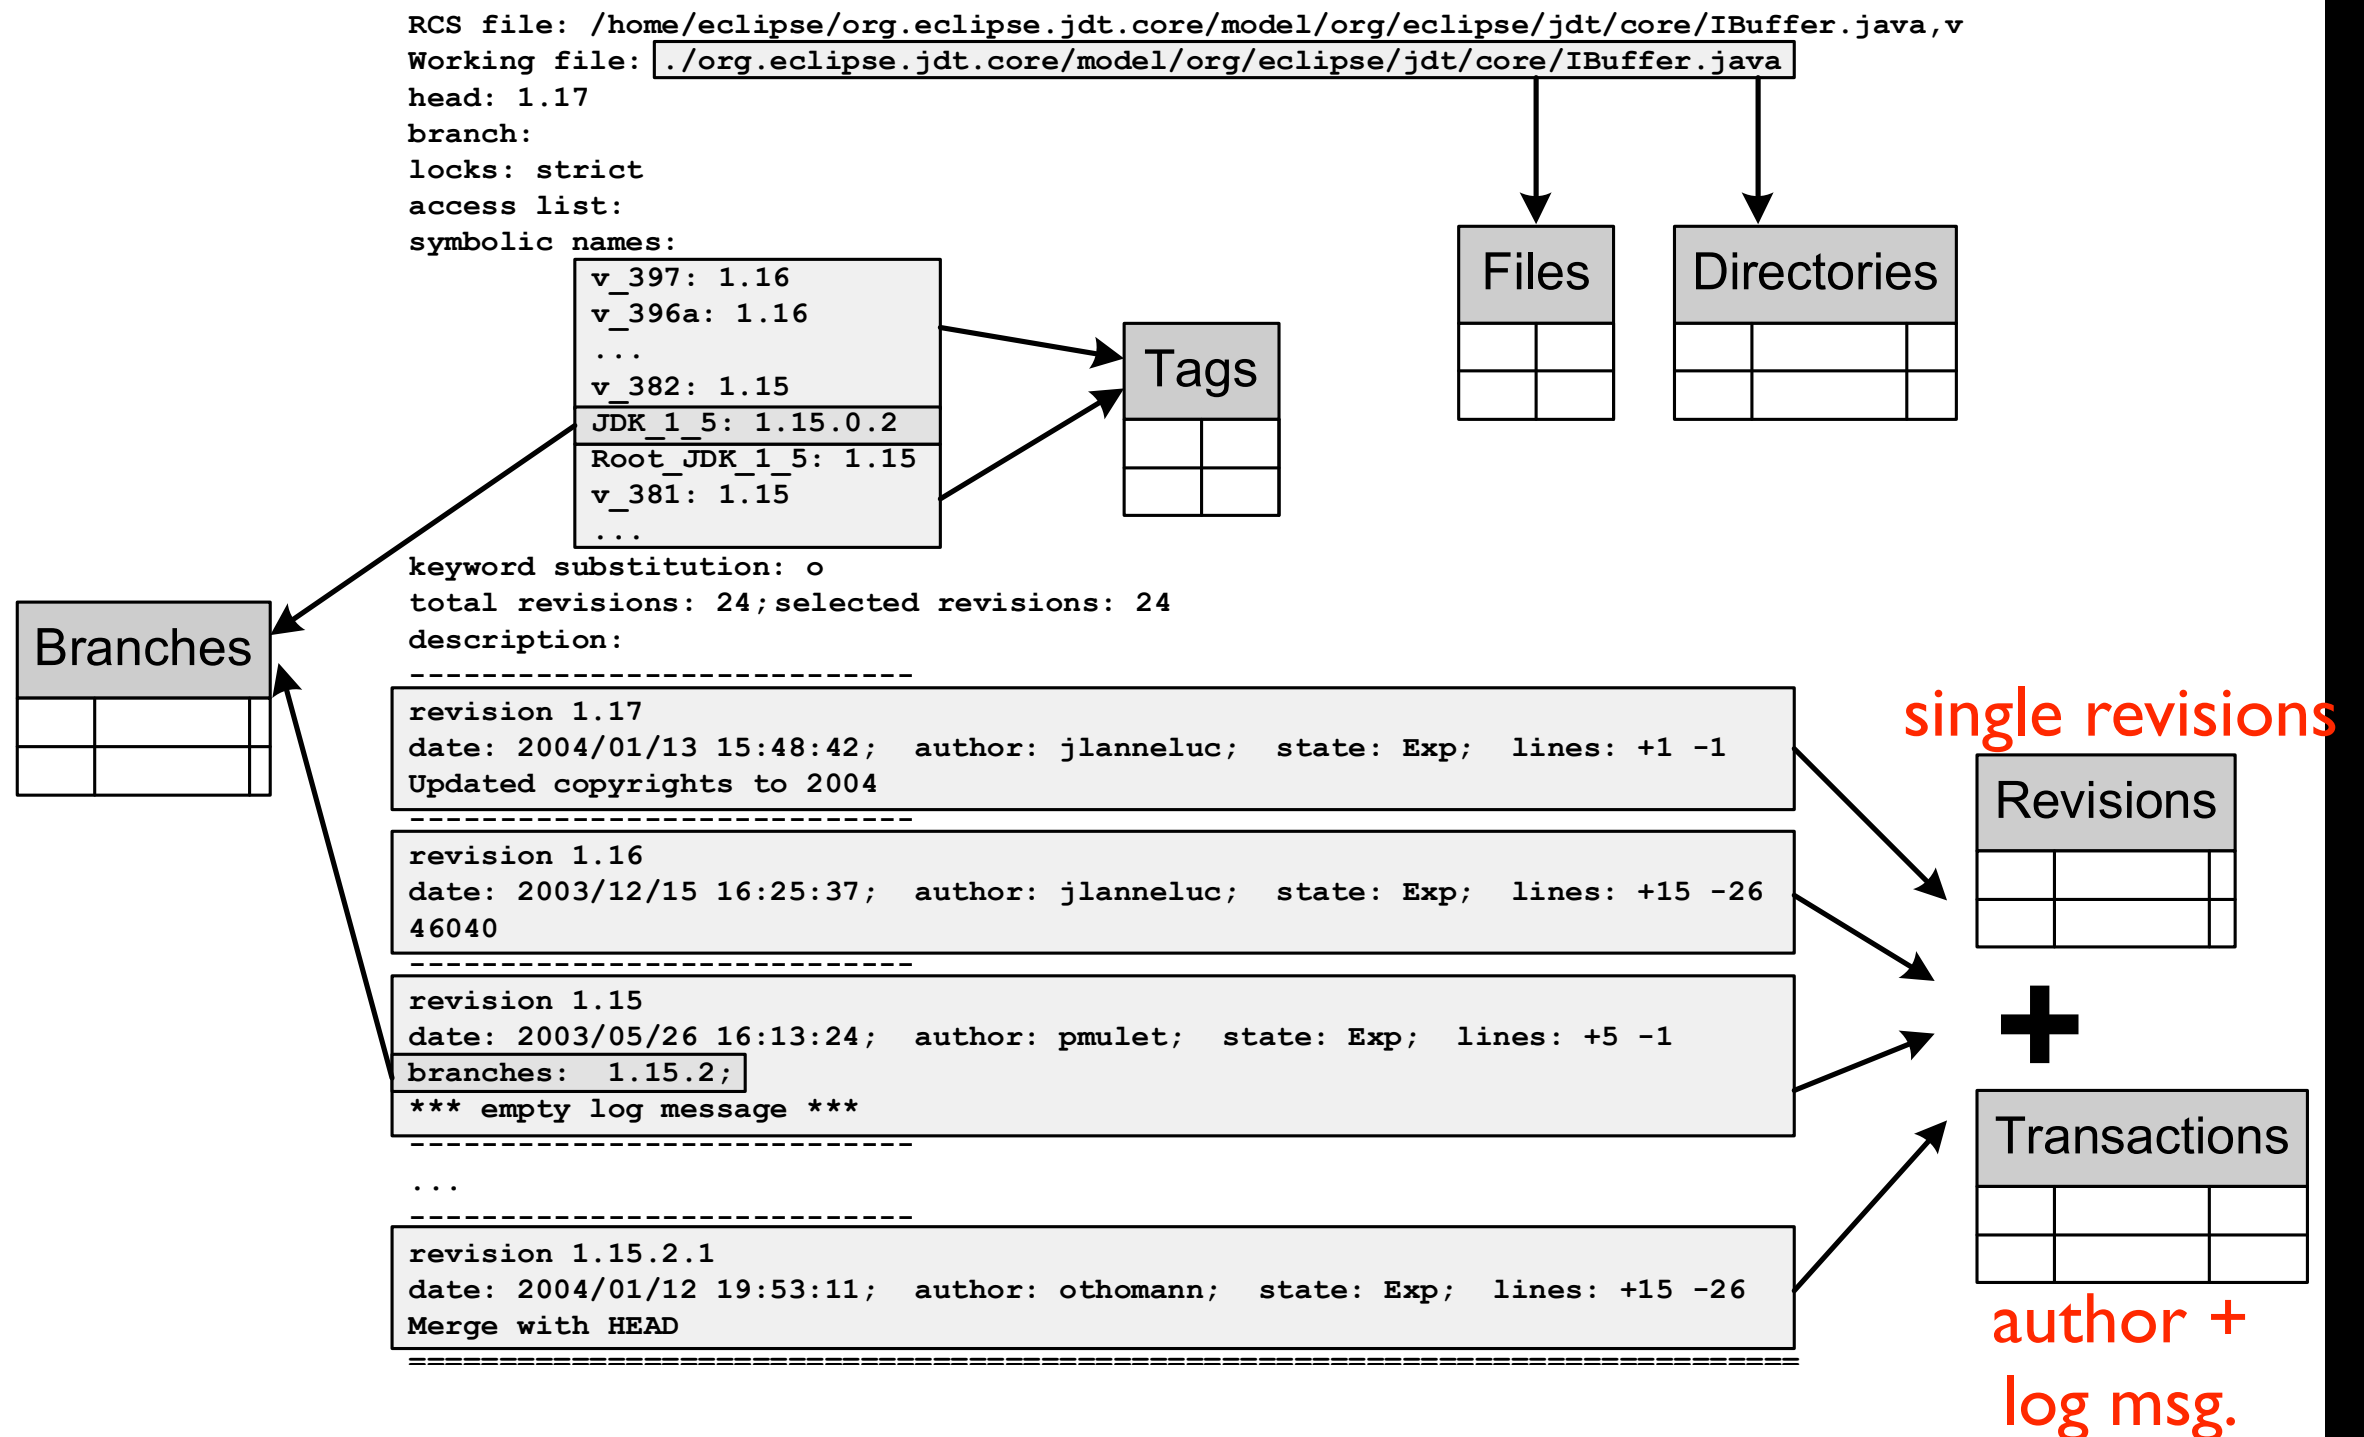 RCS file: /home/eclipse/org.eclipse.jdt.core/model/org/eclipse/jdt/core/IBuffer.java,v
Working file: ./org.eclipse.jdt.core/model/org/eclipse/jdt/core/IBuffer.java
head: 1.17
branch:
locks: strict
access list:
symbolic names:
v_397: 1.16
v_396a: 1.16
...
v_382: 1.15
JDK_1_5: 1.15.0.2
Root_JDK_1_5: 1.15
v_381: 1.15
...
Files
Directories
Tags
keyword substitution: o
total revisions: 24;selected revisions: 24
description:
Branches
----------------------------
revision 1.17
date: 2004/01/13 15:48:42;  author: jlanneluc;  state: Exp;  lines: +1 -1
Updated copyrights to 2004
----------------------------
revision 1.16
date: 2003/12/15 16:25:37;  author: jlanneluc;  state: Exp;  lines: +15 -26
46040
----------------------------
revision 1.15
date: 2003/05/26 16:13:24;  author: pmulet;  state: Exp;  lines: +5 -1
branches:  1.15.2;
*** empty log message ***
----------------------------
...
----------------------------
revision 1.15.2.1
date: 2004/01/12 19:53:11;  author: othomann;  state: Exp;  lines: +15 -26
Merge with HEAD
=============================================================================
single revisions
Revisions
+
Transactions
author +
log msg.